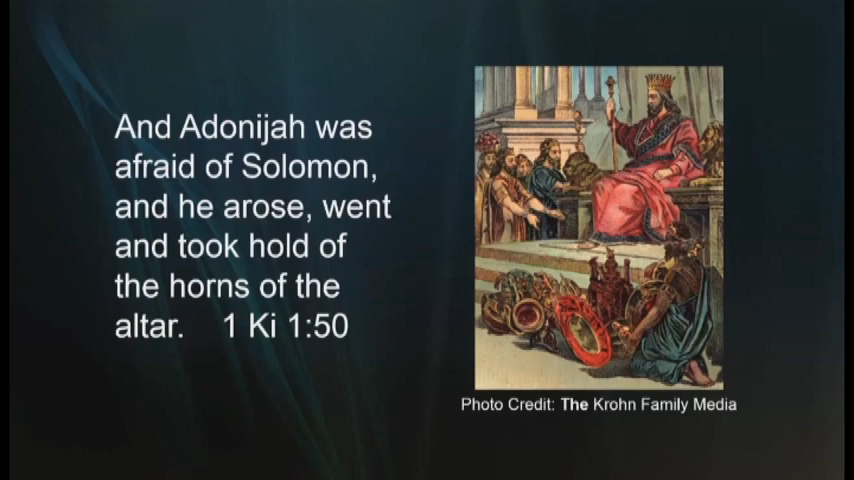 And Adonijah was
afraid of Solomon,
and he arose, went
and took hold of
the horns of the
altar. 1 Ki 1:50
Photo Credit: The Krohn Family Media